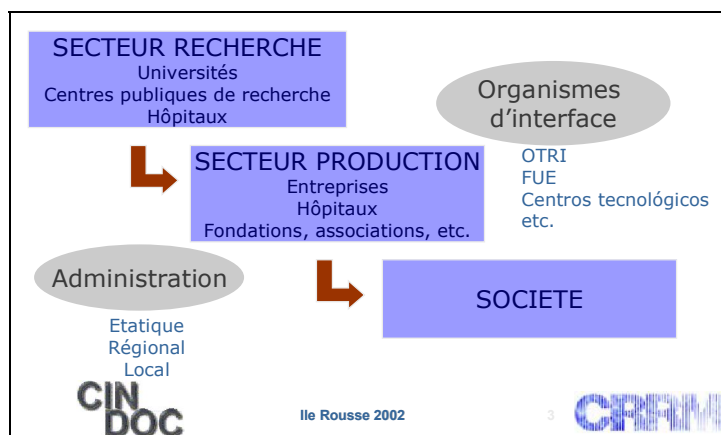 SECTEUR RECHERCHE
Universités
Centres publiques de recherche
Hôpitaux
Organismes
d'interface
OTRI
FUE
Centros tecnológicos
etc.
SECTEUR PRODUCTION
Entreprises
Hôpitaux
Fondations, associations, etc.
Administration
Etatique
Régional
Local
SOCIETE
CIN
DOC
Ile Rousse 2002
3
CRRM